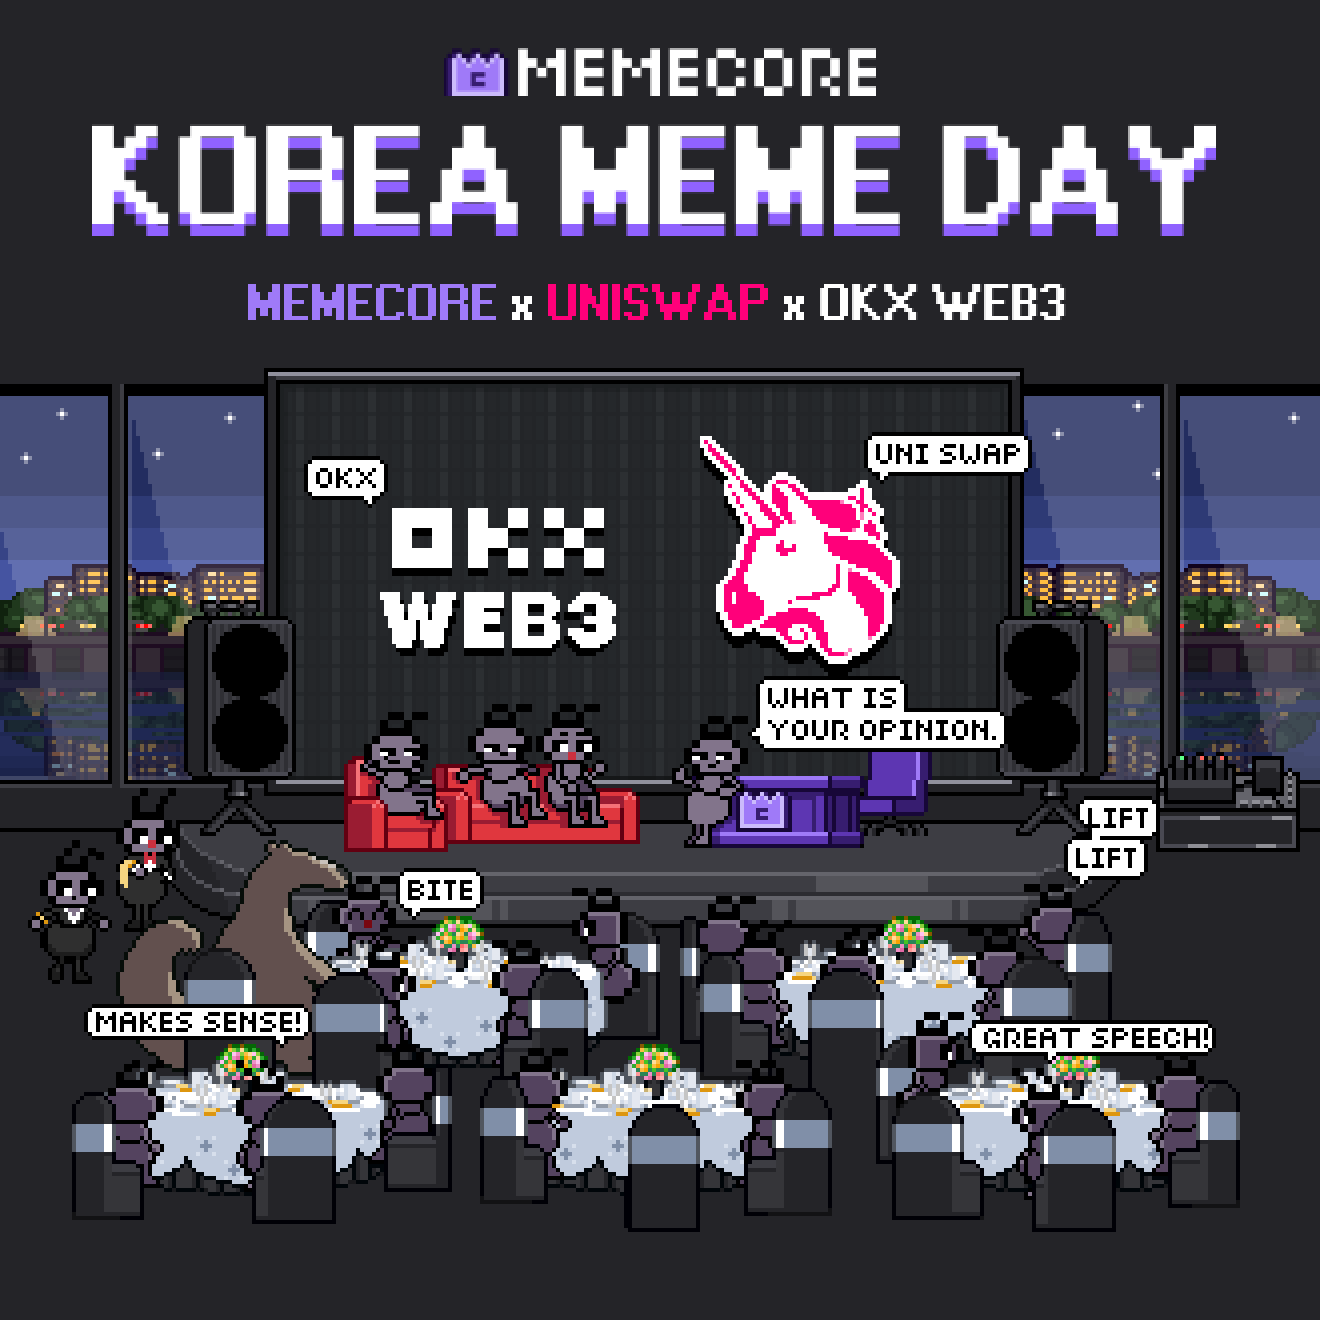 MEMECORE
KOREA MEME DAY
MEMECORE x UNISWAP x OKX WEB3
UNI SWAP
OKX
OKX
WEB3
WHAT IS
YOUR OPINION.
C
C
LIFT
LIFT
BITE
MAKES SENSE!
GREAT SPEECH!